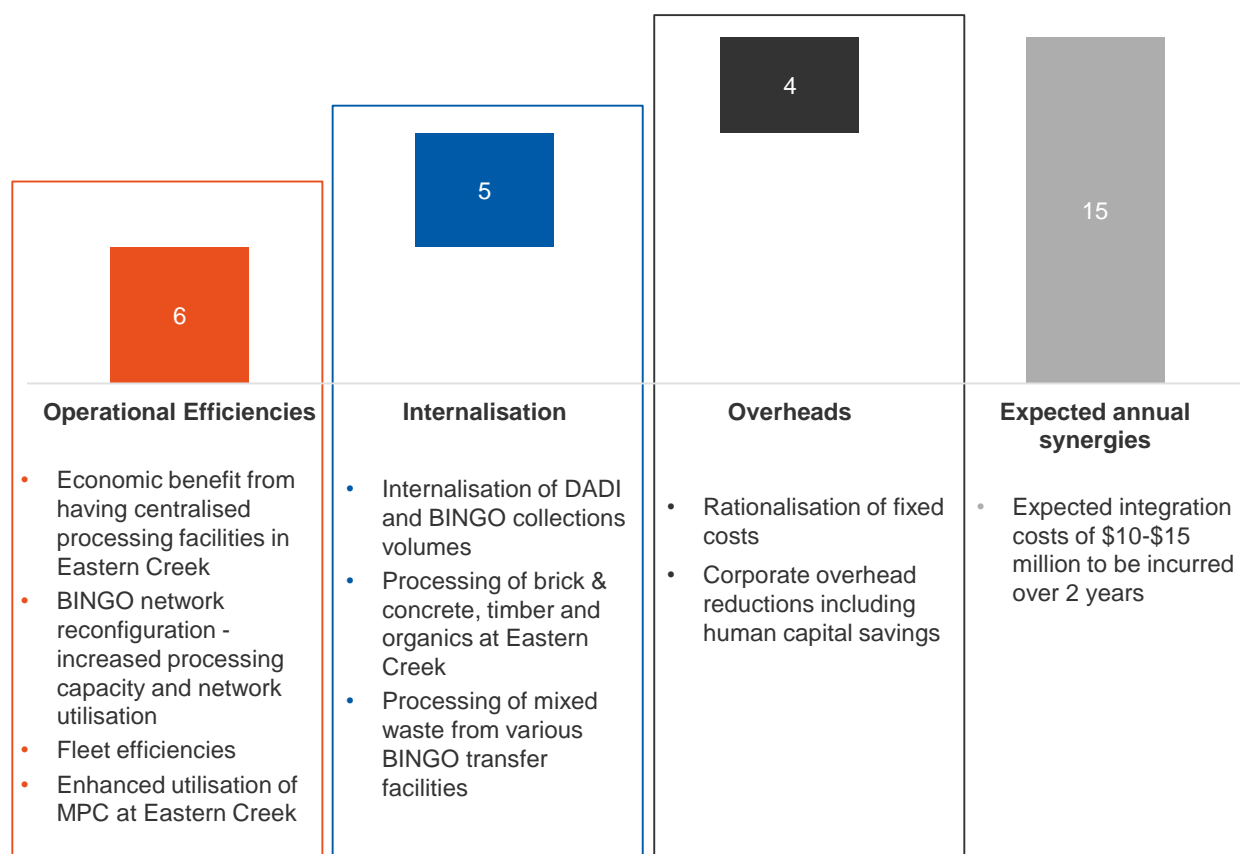 6
5
4
15
Operational Efficiencies
• Economic benefit from
having centralised
processing facilities in
Eastern Creek
• BINGO network
reconfiguration -
increased processing
capacity and network
utilisation
• Fleet efficiencies
• Enhanced utilisation of
MPC at Eastern Creek
Internalisation
• Internalisation of DADI
and BINGO collections
volumes
• Processing of brick &
concrete, timber and
organics at Eastern
Creek
• Processing of mixed
waste from various
BINGO transfer
facilities
Overheads
• Rationalisation of fixed
costs
• Corporate overhead
reductions including
human capital savings
Expected annual
synergies
• Expected integration
costs of $10-$15
million to be incurred
over 2 years